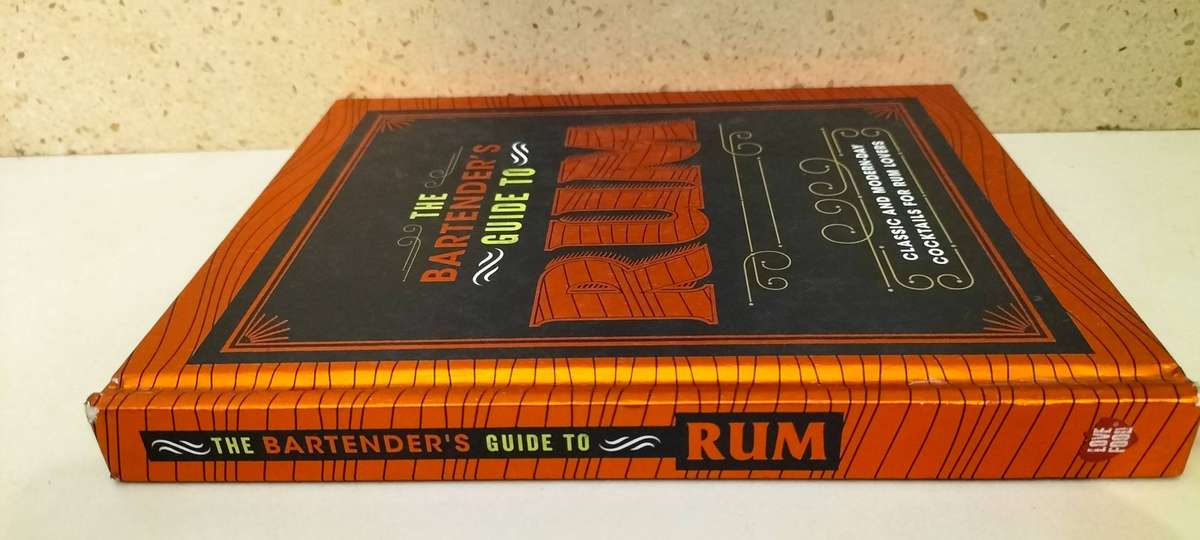 THE
BARTENDER'S
GUIDE TO
RUM
CLASSIC AND MODERN-DAY
COCKTAILS FOR RUM LOVERS
THE BARTENDER'S GUIDE TO RUM
LOVE
FOOD